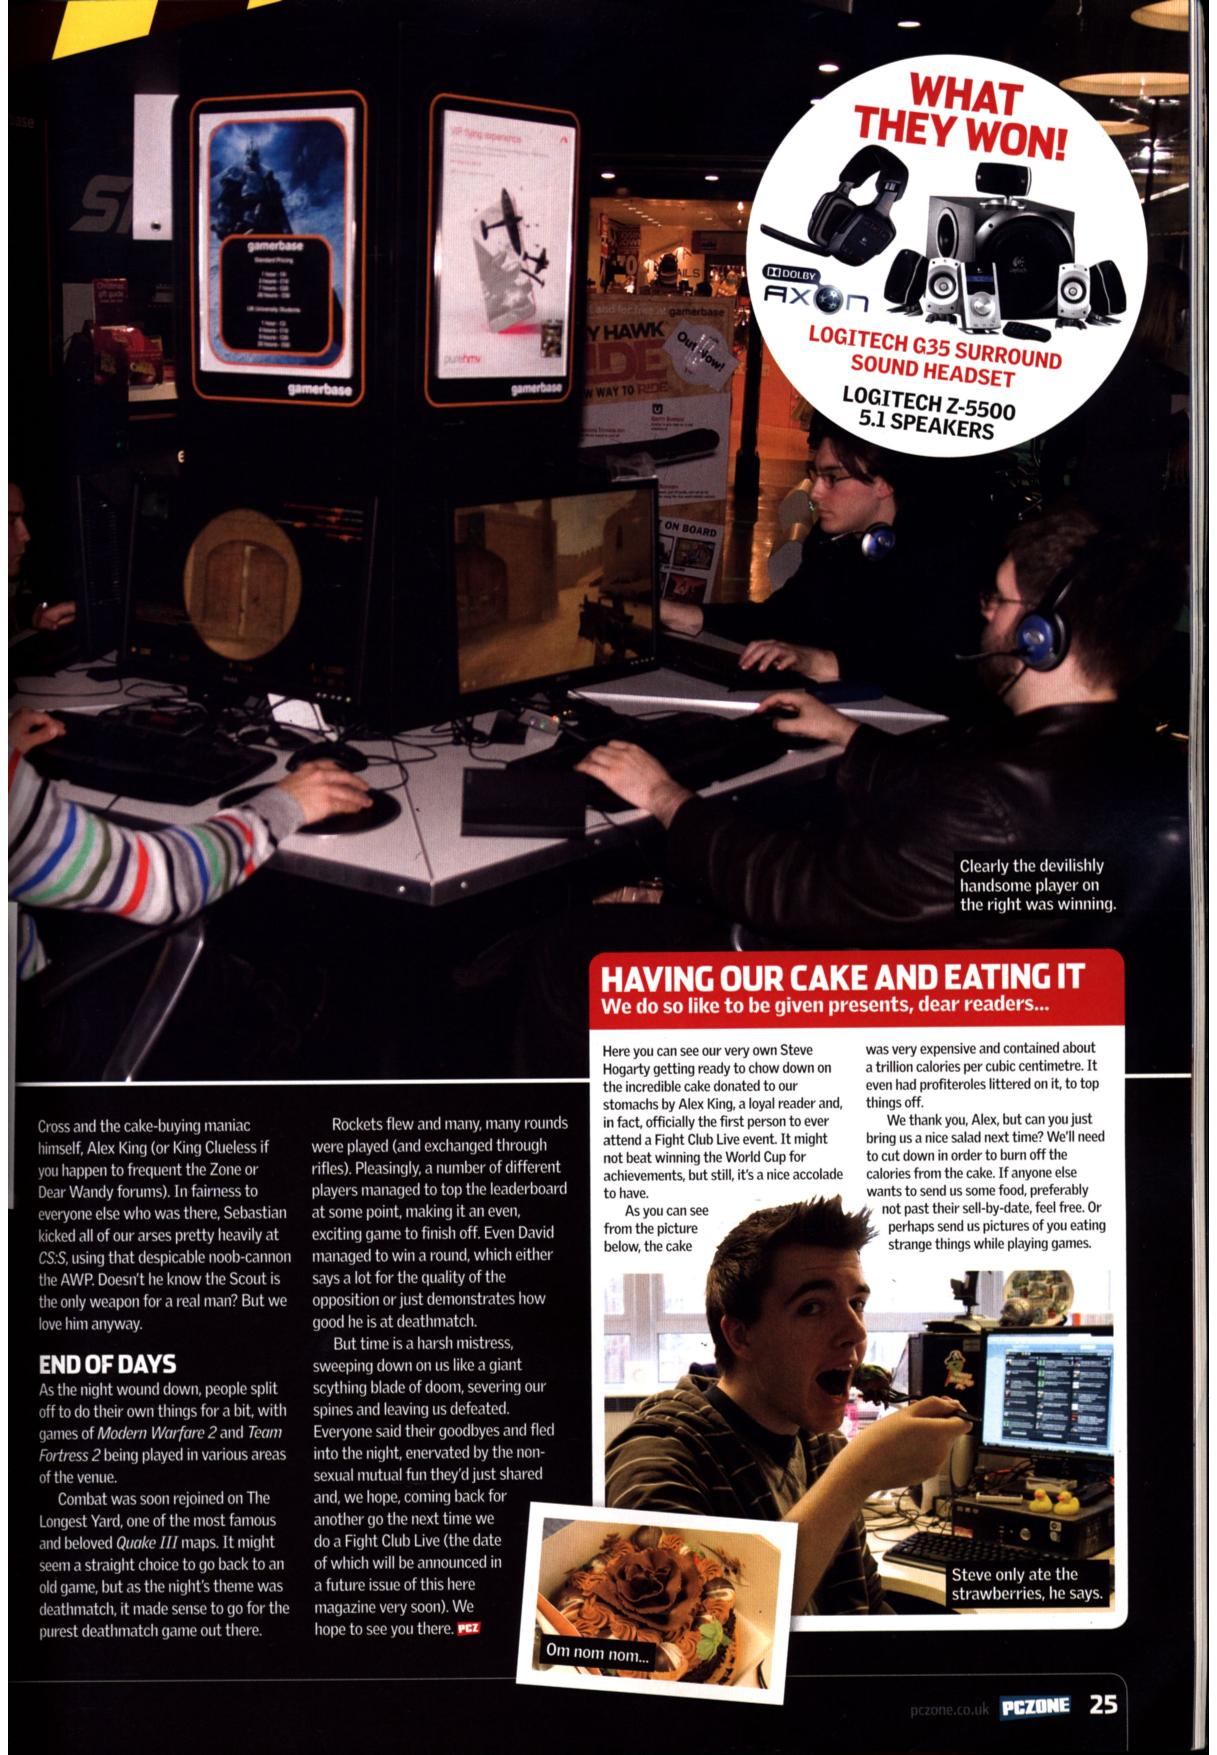 WHAT
THEY WON!
DOLBY
AXON
LOGITECH G35 SURROUND
SOUND HEADSET
LOGITECH Z-5500
5.1 SPEAKERS
gamerbase
Standard Pricing
gamerbase
VIP flying experience
purehmv
gamerbase
gamerbase
Y HAWK
Out Now!
W WAY TO RIDE
ON BOARD
Clearly the devilishly
handsome player on
the right was winning.
Cross and the cake-buying maniac
himself, Alex King (or King Clueless if
you happen to frequent the Zone or
Dear Wandy forums). In fairness to
everyone else who was there, Sebastian
kicked all of our arses pretty heavily at
CS:S, using that despicable noob-cannon
the AWP. Doesn't he know the Scout is
the only weapon for a real man? But we
love him anyway.
END OF DAYS
As the night wound down, people split
off to do their own things for a bit, with
games of Modern Warfare 2 and Team
Fortress 2 being played in various areas
of the venue.
Combat was soon rejoined on The
Longest Yard, one of the most famous
and beloved Quake III maps. It might
seem a straight choice to go back to an
old game, but as the night's theme was
deathmatch, it made sense to go for the
purest deathmatch game out there.
Rockets flew and many, many rounds
were played (and exchanged through
rifles). Pleasingly, a number of different
players managed to top the leaderboard
at some point, making it an even,
exciting game to finish off. Even David
managed to win a round, which either
says a lot for the quality of the
opposition or just demonstrates how
good he is at deathmatch.
But time is a harsh mistress,
sweeping down on us like a giant
scything blade of doom, severing our
spines and leaving us defeated.
Everyone said their goodbyes and fled
into the night, enervated by the non-
sexual mutual fun they'd just shared
and, we hope, coming back for
another go the next time we
do a Fight Club Live (the date
of which will be announced in
a future issue of this here
magazine very soon). We
hope to see you there. PCZ
HAVING OUR CAKE AND EATING IT
We do so like to be given presents, dear readers...
Here you can see our very own Steve
Hogarty getting ready to chow down on
the incredible cake donated to our
stomachs by Alex King, a loyal reader and,
in fact, officially the first person to ever
attend a Fight Club Live event. It might
not beat winning the World Cup for
achievements, but still, it's a nice accolade
to have.
As you can see
from the picture
below, the cake
was very expensive and contained about
a trillion calories per cubic centimetre. It
even had profiteroles littered on it, to top
things off.
We thank you, Alex, but can you just
bring us a nice salad next time? We'll need
to cut down in order to burn off the
calories from the cake. If anyone else
wants to send us some food, preferably
not past their sell-by-date, feel free. Or
perhaps send us pictures of you eating
strange things while playing games.
Steve only ate the
strawberries, he says.
Om nom nom...
pczone.co.uk PCZONE 25